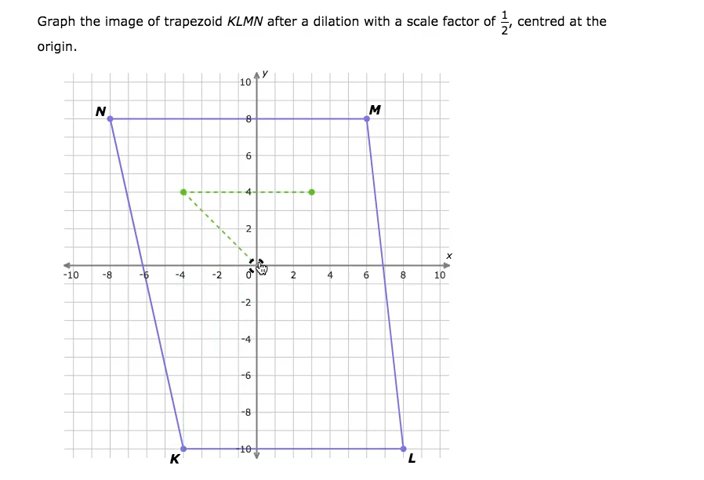 Graph the image of trapezoid KLMN after a dilation with a scale factor of 1/2, centred at the
origin.
y
10
N M
8
6
4
2
x
-10 -8 -6 -4 -2 0 2 4 6 8 10
-2
-4
-6
-8
-10
K L